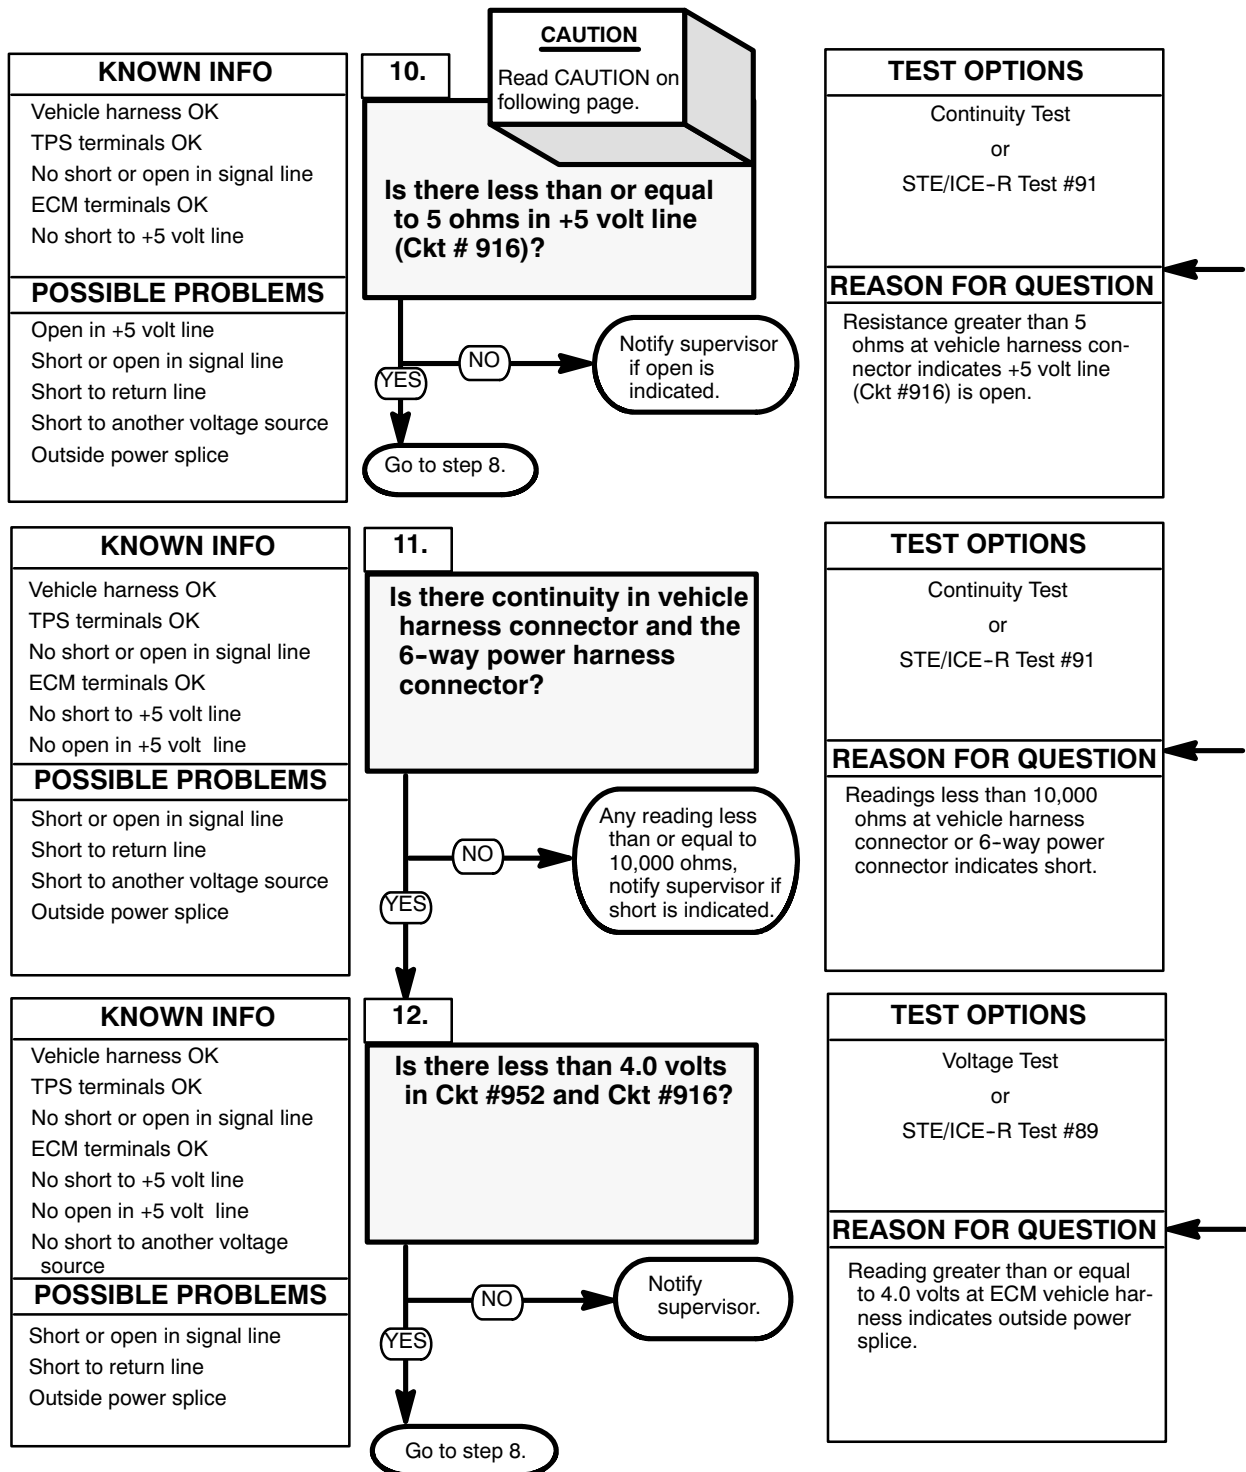 CAUTION
Read CAUTION on
following page.
KNOWN INFO
Vehicle harness OK
TPS terminals OK
No short or open in signal line
ECM terminals OK
No short to +5 volt line
POSSIBLE PROBLEMS
Open in +5 volt line
Short or open in signal line
Short to return line
Short to another voltage source
Outside power splice
10.
Is there less than or equal
to 5 ohms in +5 volt line
(Ckt # 916)?
NO
Notify supervisor
if open is
indicated.
YES
Go to step 8.
TEST OPTIONS
Continuity Test
or
STE/ICE-R Test #91
REASON FOR QUESTION
Resistance greater than 5
ohms at vehicle harness con-
nector indicates +5 volt line
(Ckt #916) is open.
KNOWN INFO
Vehicle harness OK
TPS terminals OK
No short or open in signal line
ECM terminals OK
No short to +5 volt line
No open in +5 volt line
POSSIBLE PROBLEMS
Short or open in signal line
Short to return line
Short to another voltage source
Outside power splice
11.
Is there continuity in vehicle
harness connector and the
6-way power harness
connector?
NO
Any reading less
than or equal to
10,000 ohms,
notify supervisor if
short is indicated.
YES
TEST OPTIONS
Continuity Test
or
STE/ICE-R Test #91
REASON FOR QUESTION
Readings less than 10,000
ohms at vehicle harness
connector or 6-way power
connector indicates short.
KNOWN INFO
Vehicle harness OK
TPS terminals OK
No short or open in signal line
ECM terminals OK
No short to +5 volt line
No open in +5 volt line
No short to another voltage
source
POSSIBLE PROBLEMS
Short or open in signal line
Short to return line
Outside power splice
12.
Is there less than 4.0 volts
in Ckt #952 and Ckt #916?
NO
Notify
supervisor.
YES
Go to step 8.
TEST OPTIONS
Voltage Test
or
STE/ICE-R Test #89
REASON FOR QUESTION
Reading greater than or equal
to 4.0 volts at ECM vehicle har-
ness indicates outside power
splice.